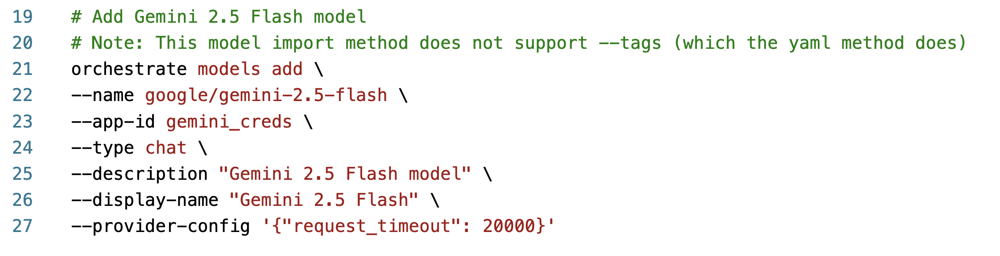 19 # Add Gemini 2.5 Flash model
20 # Note: This model import method does not support --tags (which the yaml method does)
21 orchestrate models add \
22 --name google/gemini-2.5-flash \
23 --app-id gemini_creds \
24 --type chat \
25 --description "Gemini 2.5 Flash model" \
26 --display-name "Gemini 2.5 Flash" \
27 --provider-config '{"request_timeout": 20000}'